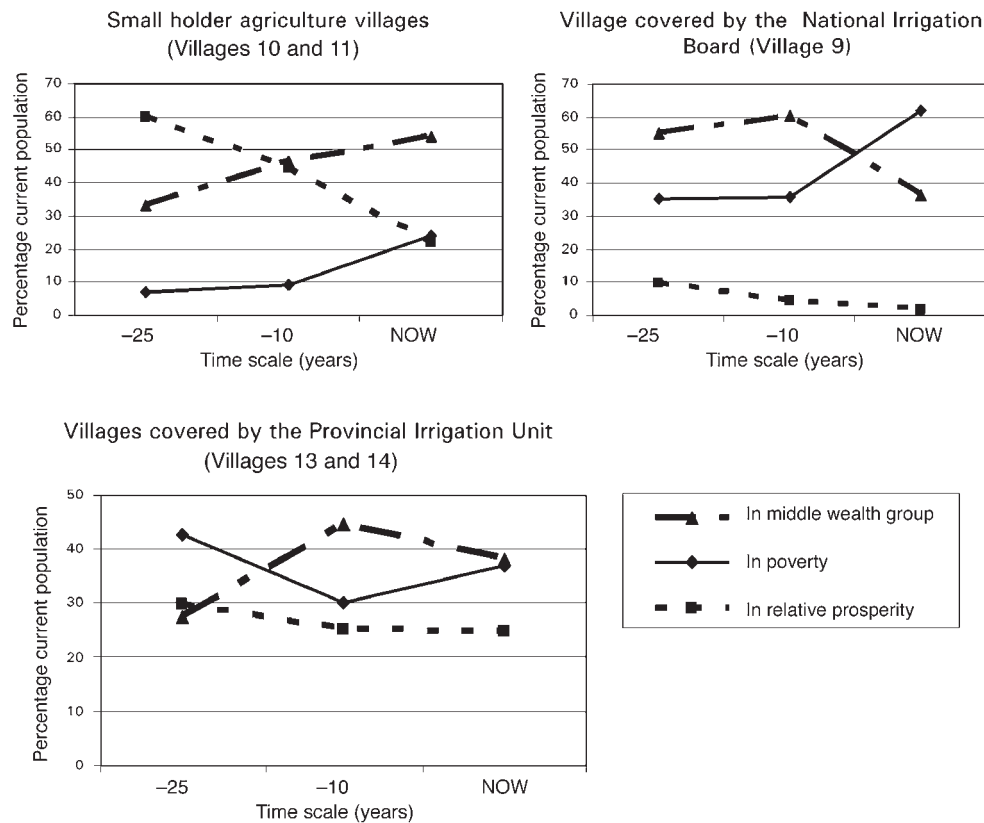 Small holder agriculture villages
(Villages 10 and 11)
Percentage current population
70
60
50
40
30
20
10
0
–25
–10
NOW
Time scale (years)
Village covered by the National Irrigation
Board (Village 9)
Percentage current population
70
60
50
40
30
20
10
0
–25
–10
NOW
Time scale (years)
Villages covered by the Provincial Irrigation Unit
(Villages 13 and 14)
Percentage current population
50
40
30
20
10
0
–25
–10
NOW
Time scale (years)
In middle wealth group
In poverty
In relative prosperity